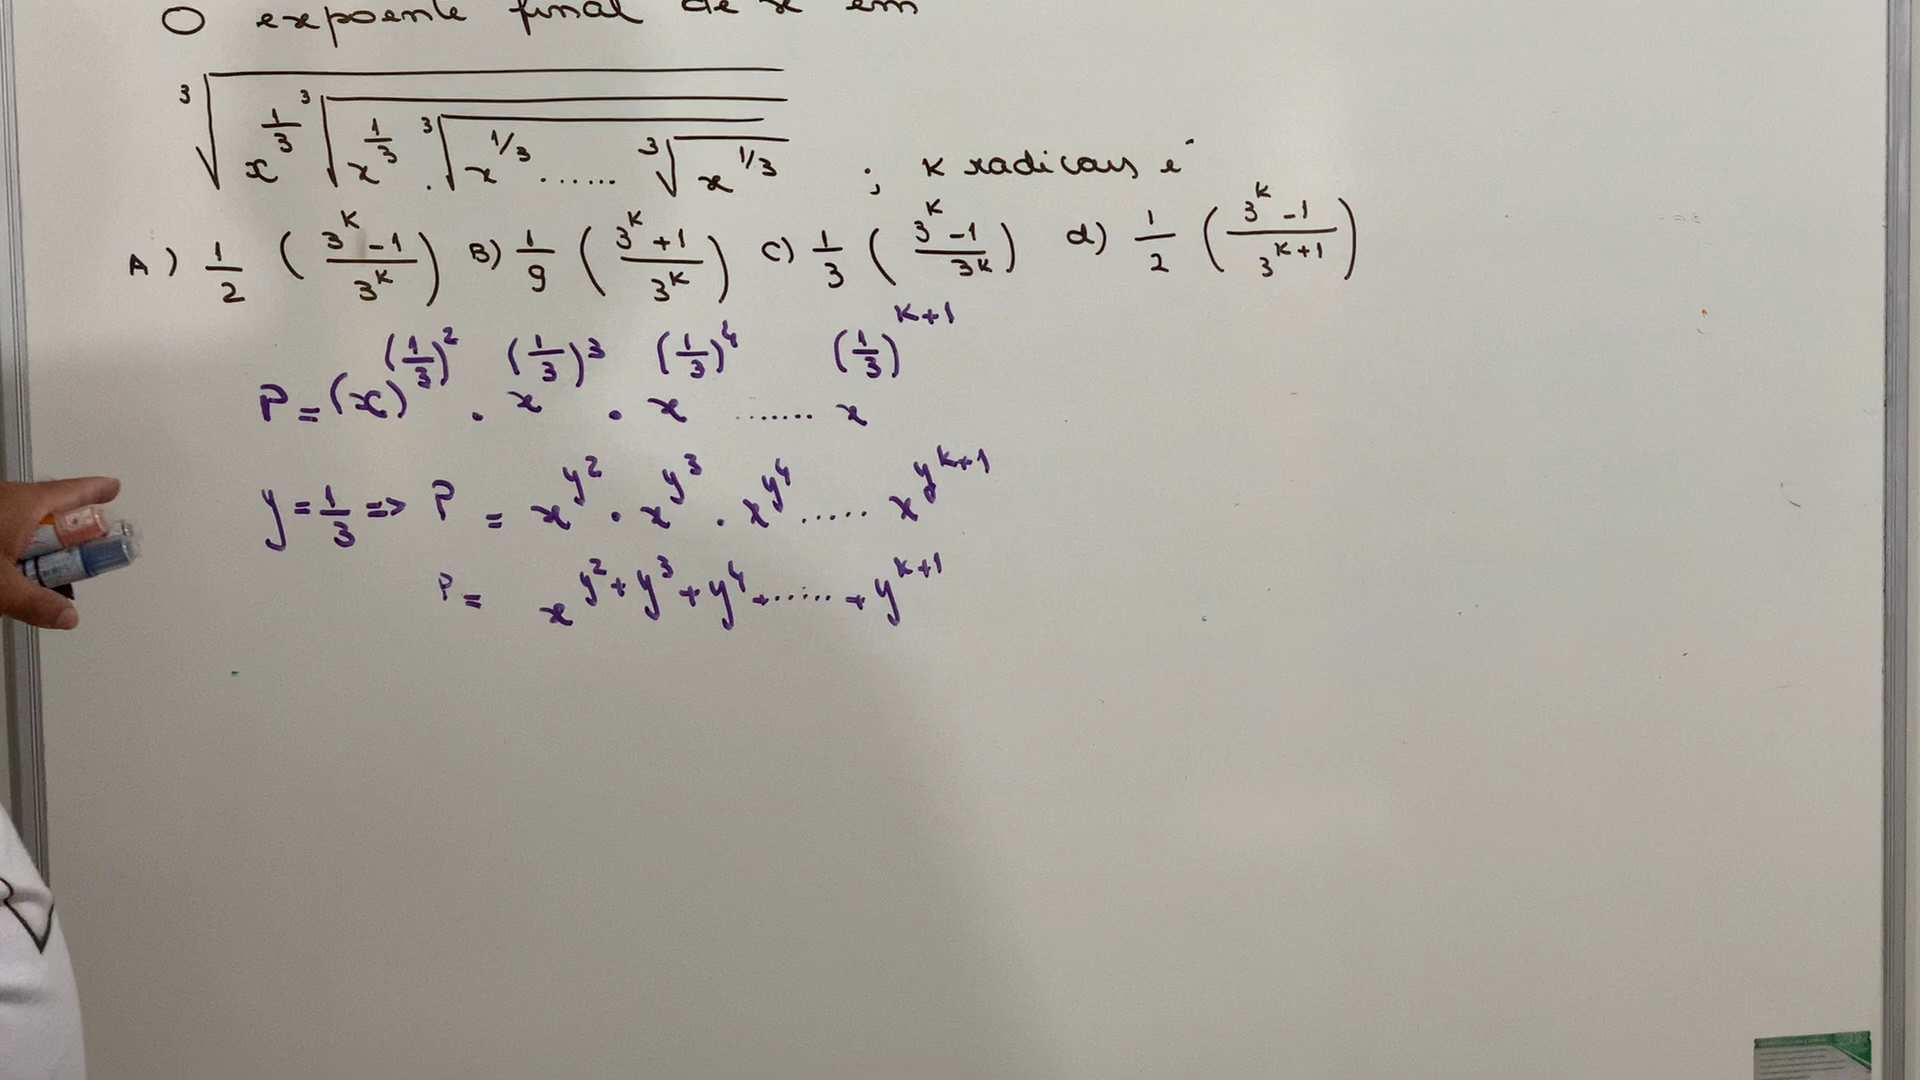 O expoente final de x em
∛(x^(1/3) ∛(x^(1/3) . ∛(x^(1/3) ...... ∛(x^(1/3))))) ; K radicais é
A) 1/2 ((3^K - 1)/3^K) B) 1/9 ((3^K + 1)/3^K) C) 1/3 ((3^K - 1)/3^K) d) 1/2 ((3^K - 1)/3^(K+1))
P = (x)^((1/3)^2) . x^((1/3)^3) . x^((1/3)^4) ....... x^((1/3)^(K+1))
y = 1/3 => P = x^(y^2) . x^(y^3) . x^(y^4) ..... x^(y^(K+1))
P = x^(y^2 + y^3 + y^4 + ...... + y^(K+1))